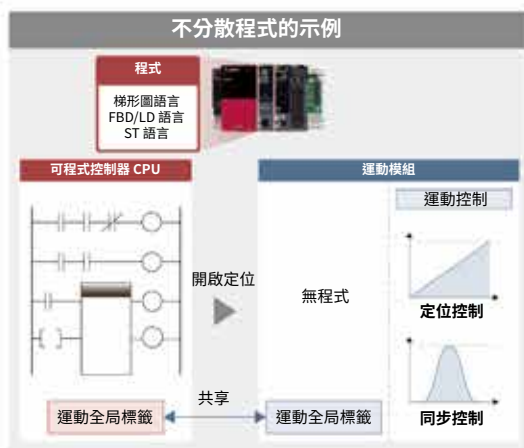 不分散程式的示例
程式
梯形圖語言
FBD/LD 語言
ST 語言
可程式控制器 CPU
運動模組
運動控制
開啟定位
無程式
定位控制
同步控制
共享
運動全局標籤
運動全局標籤